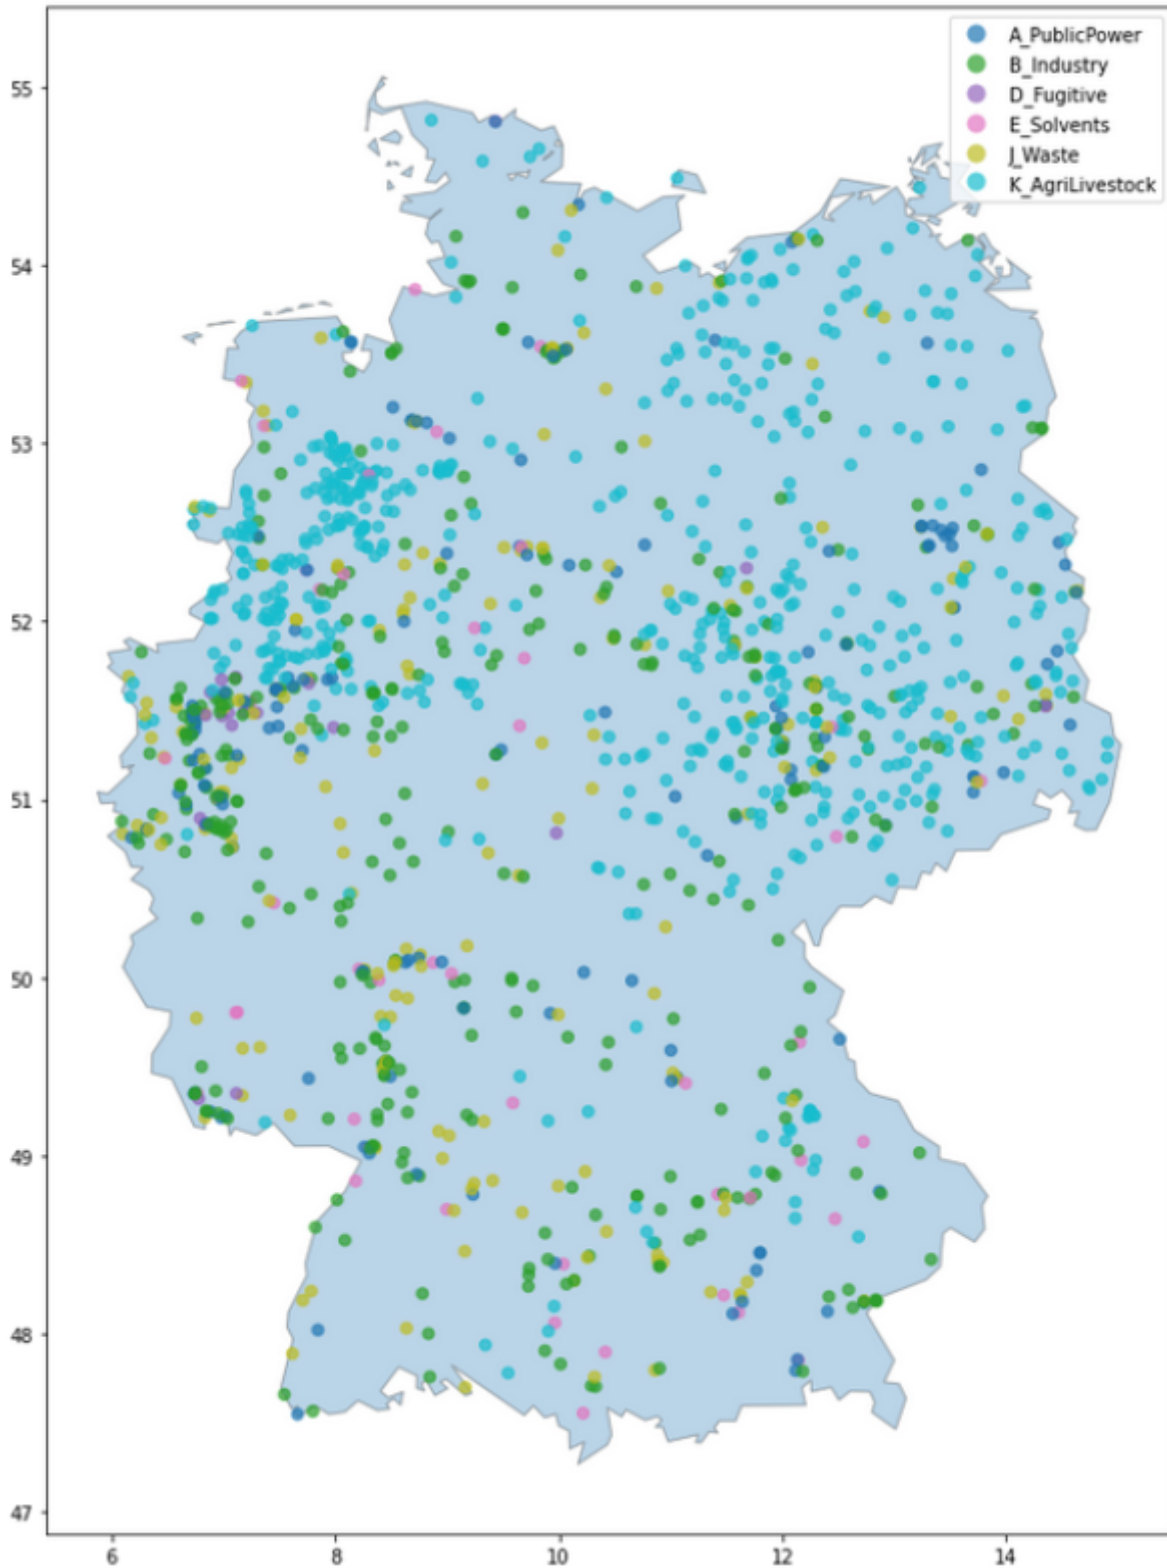 A_PublicPower
B_Industry
D_Fugitive
E_Solvents
J_Waste
K_AgriLivestock
55
54
53
52
51
50
49
48
47
6 8 10 12 14